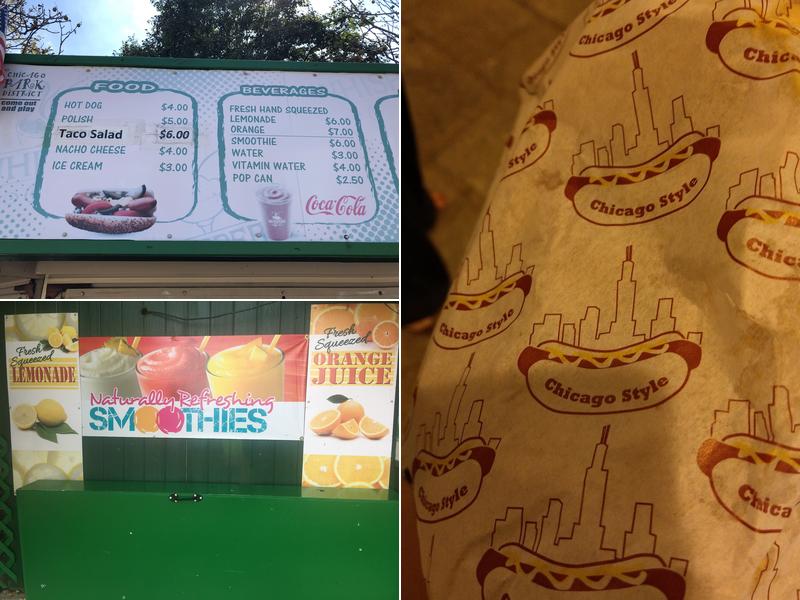 CHICAGO
PARK
DISTRICT
come out
and play
FOOD
HOT DOG $4.00
POLISH $5.00
Taco Salad $6.00
NACHO CHEESE $4.00
ICE CREAM $3.00
BEVERAGES
FRESH HAND SQUEEZED
LEMONADE $6.00
ORANGE $7.00
SMOOTHIE $6.00
WATER $3.00
VITAMIN WATER $4.00
POP CAN $2.50
Coca-Cola
Fresh
Squeezed
LEMONADE
Naturally Refreshing
SMOOTHIES
Fresh
Squeezed
ORANGE
JUICE
Chicago Style
Chica
Style
Chicago Style
Chica
Chicago Style
Chicago Style
Chicago Style
Chica